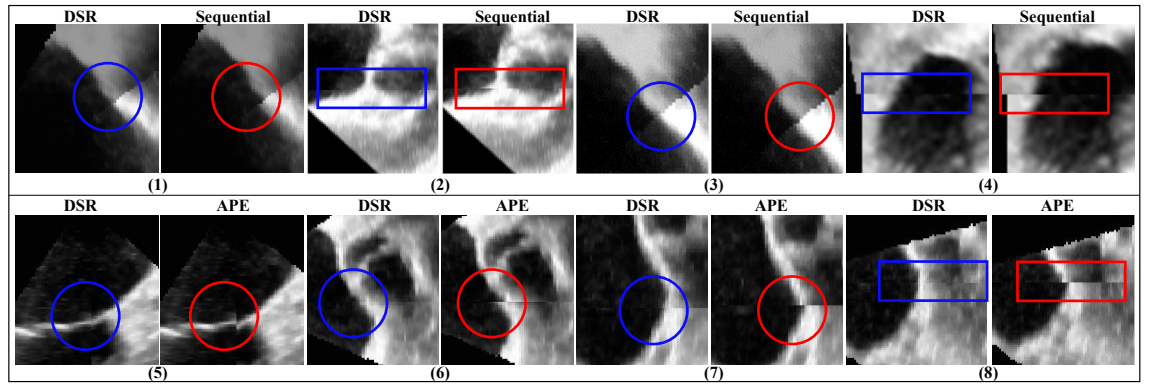 DSR Sequential DSR Sequential DSR Sequential DSR Sequential
(1) (2) (3) (4)
DSR APE DSR APE DSR APE DSR APE
(5) (6) (7) (8)